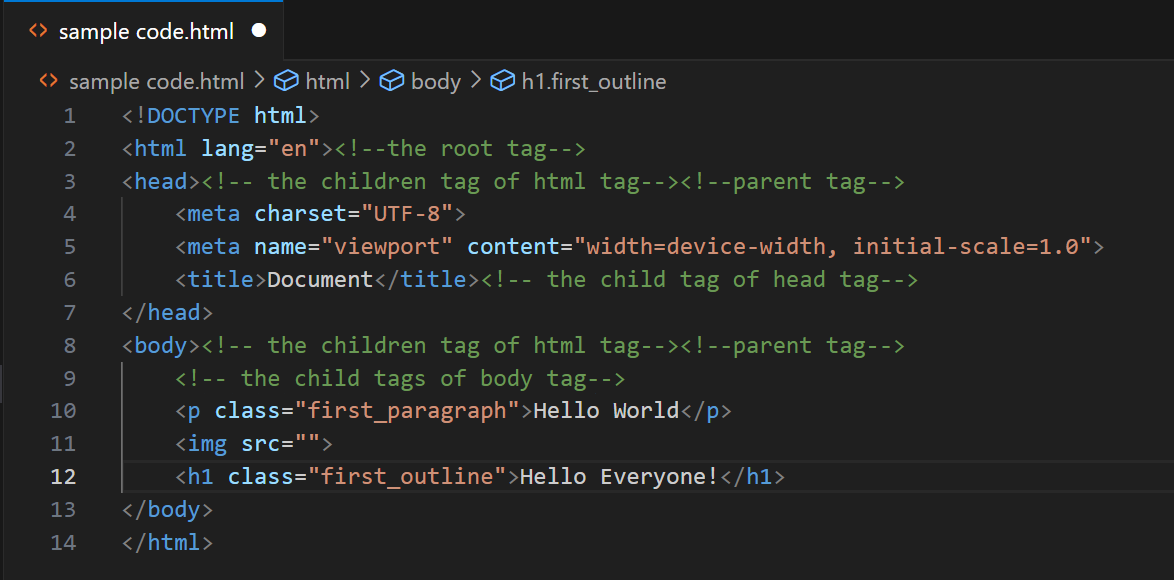 sample code.html
sample code.html > html > body > h1.first_outline
1 <!DOCTYPE html>
2 <html lang="en"><!--the root tag-->
3 <head><!-- the children tag of html tag--><!--parent tag-->
4     <meta charset="UTF-8">
5     <meta name="viewport" content="width=device-width, initial-scale=1.0">
6     <title>Document</title><!-- the child tag of head tag-->
7 </head>
8 <body><!-- the children tag of html tag--><!--parent tag-->
9     <!-- the child tags of body tag-->
10     <p class="first_paragraph">Hello World</p>
11     <img src="">
12     <h1 class="first_outline">Hello Everyone!</h1>
13 </body>
14 </html>